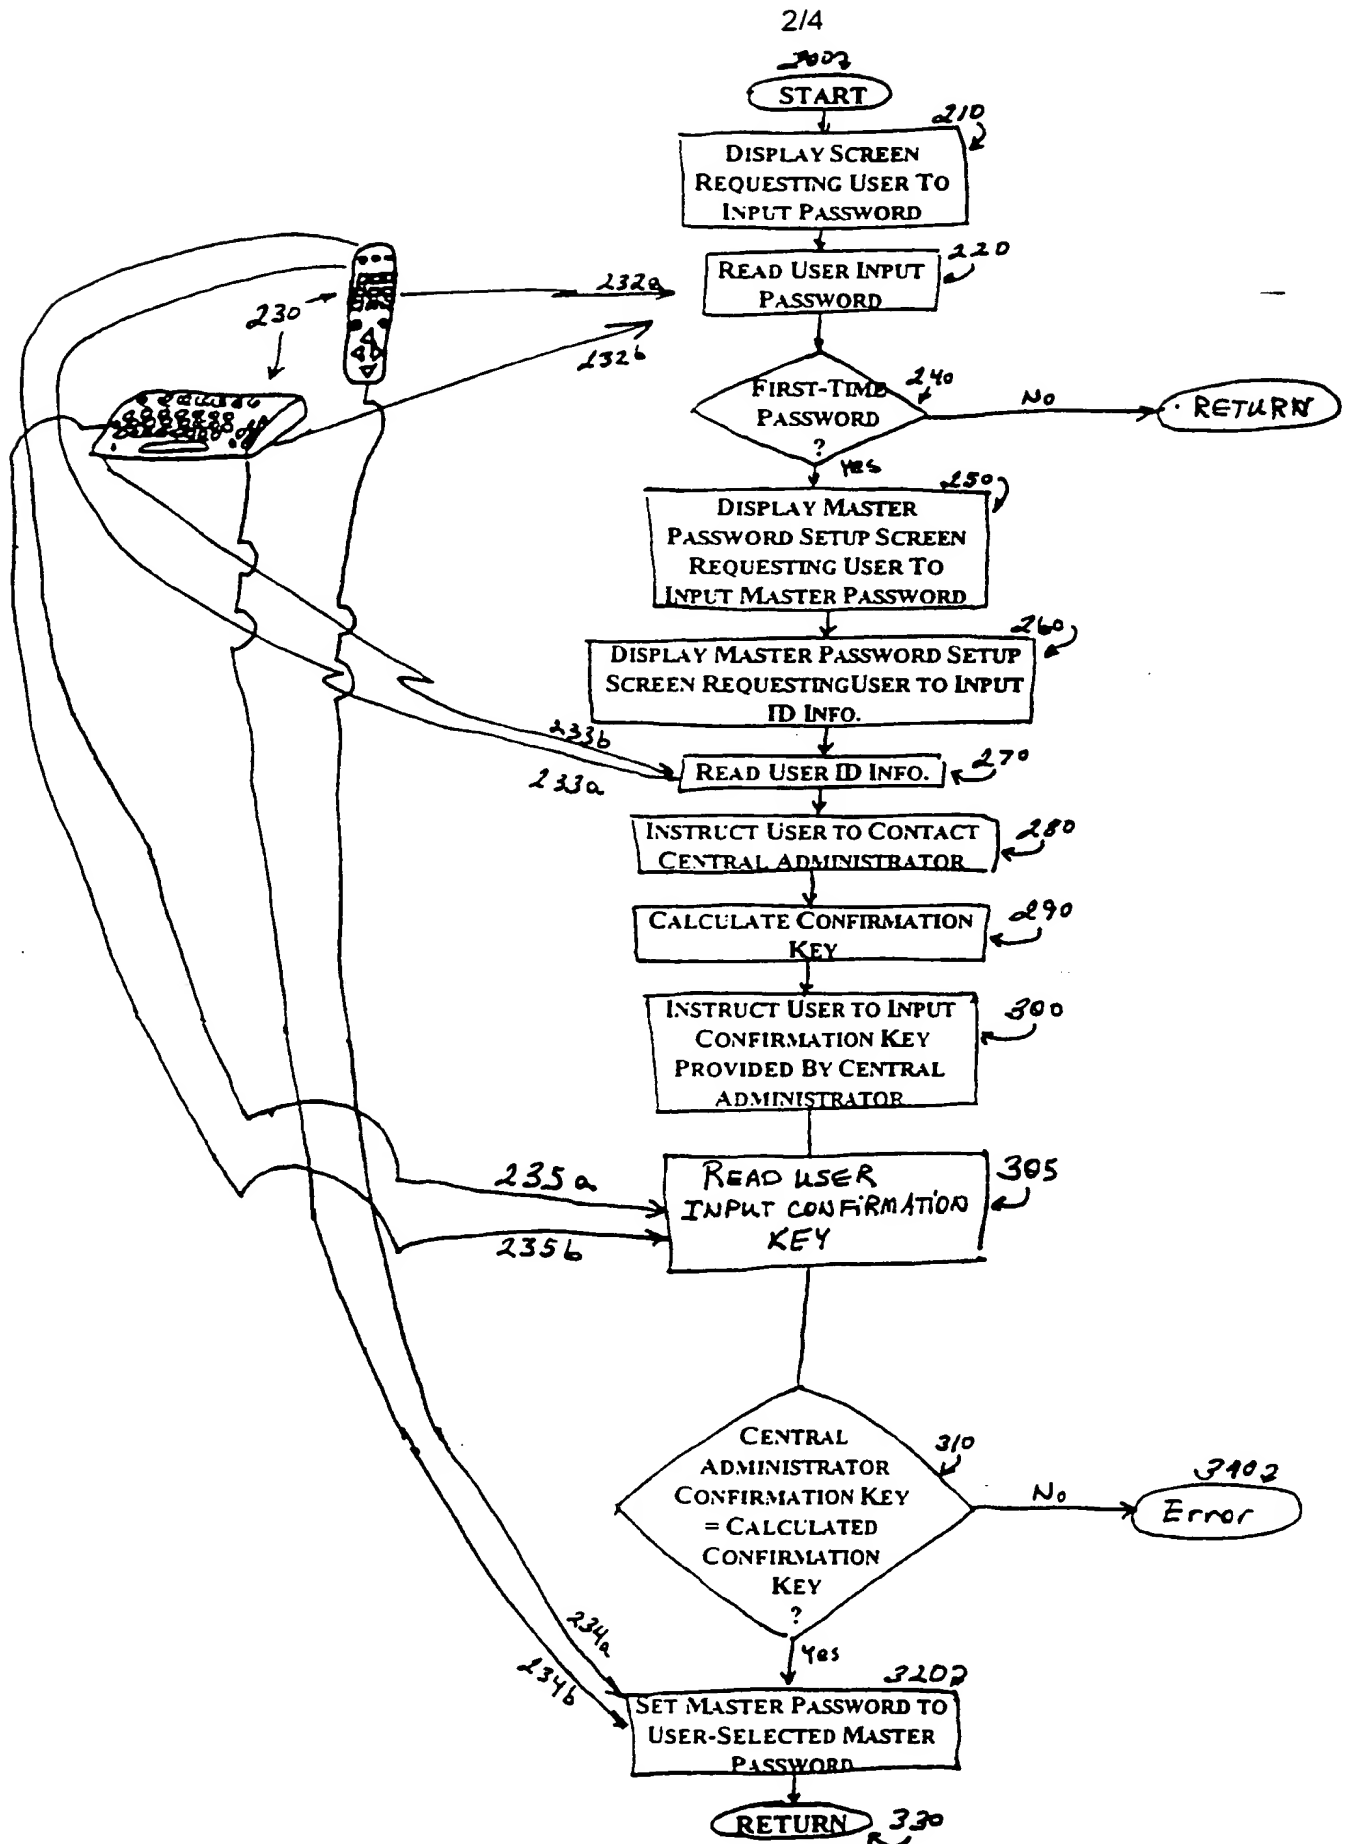 2/4
START
210
DISPLAY SCREEN
REQUESTING USER TO
INPUT PASSWORD
220
READ USER INPUT
PASSWORD
232a
230
232b
FIRST-TIME
PASSWORD
?
240
No
RETURN
Yes
250
DISPLAY MASTER
PASSWORD SETUP SCREEN
REQUESTING USER TO
INPUT MASTER PASSWORD
260
DISPLAY MASTER PASSWORD SETUP
SCREEN REQUESTING USER TO INPUT
ID INFO.
233b
233a
READ USER ID INFO.
270
INSTRUCT USER TO CONTACT
CENTRAL ADMINISTRATOR
280
CALCULATE CONFIRMATION
KEY
290
INSTRUCT USER TO INPUT
CONFIRMATION KEY
PROVIDED BY CENTRAL
ADMINISTRATOR
300
READ USER
INPUT CONFIRMATION
KEY
305
235a
235b
CENTRAL
ADMINISTRATOR
CONFIRMATION KEY
= CALCULATED
CONFIRMATION
KEY
?
310
No
Error
Yes
234a
234b
SET MASTER PASSWORD TO
USER-SELECTED MASTER
PASSWORD
RETURN
330